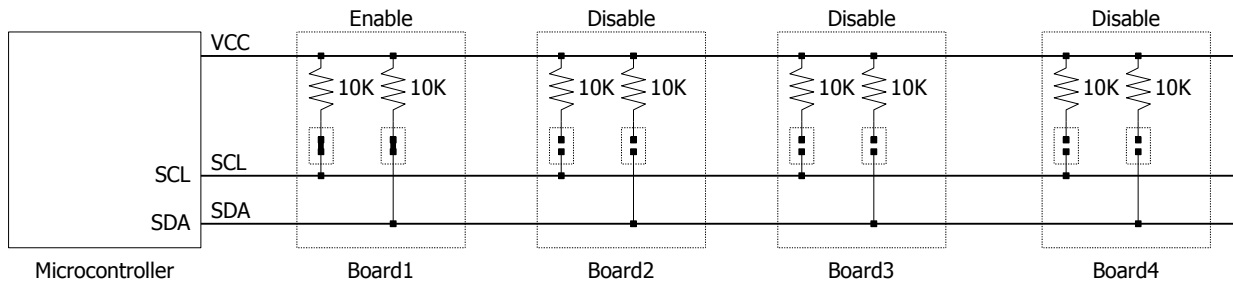 Enable Disable Disable Disable
VCC
10K 10K 10K 10K 10K 10K 10K 10K
SCL SCL
SDA SDA
Microcontroller Board1 Board2 Board3 Board4